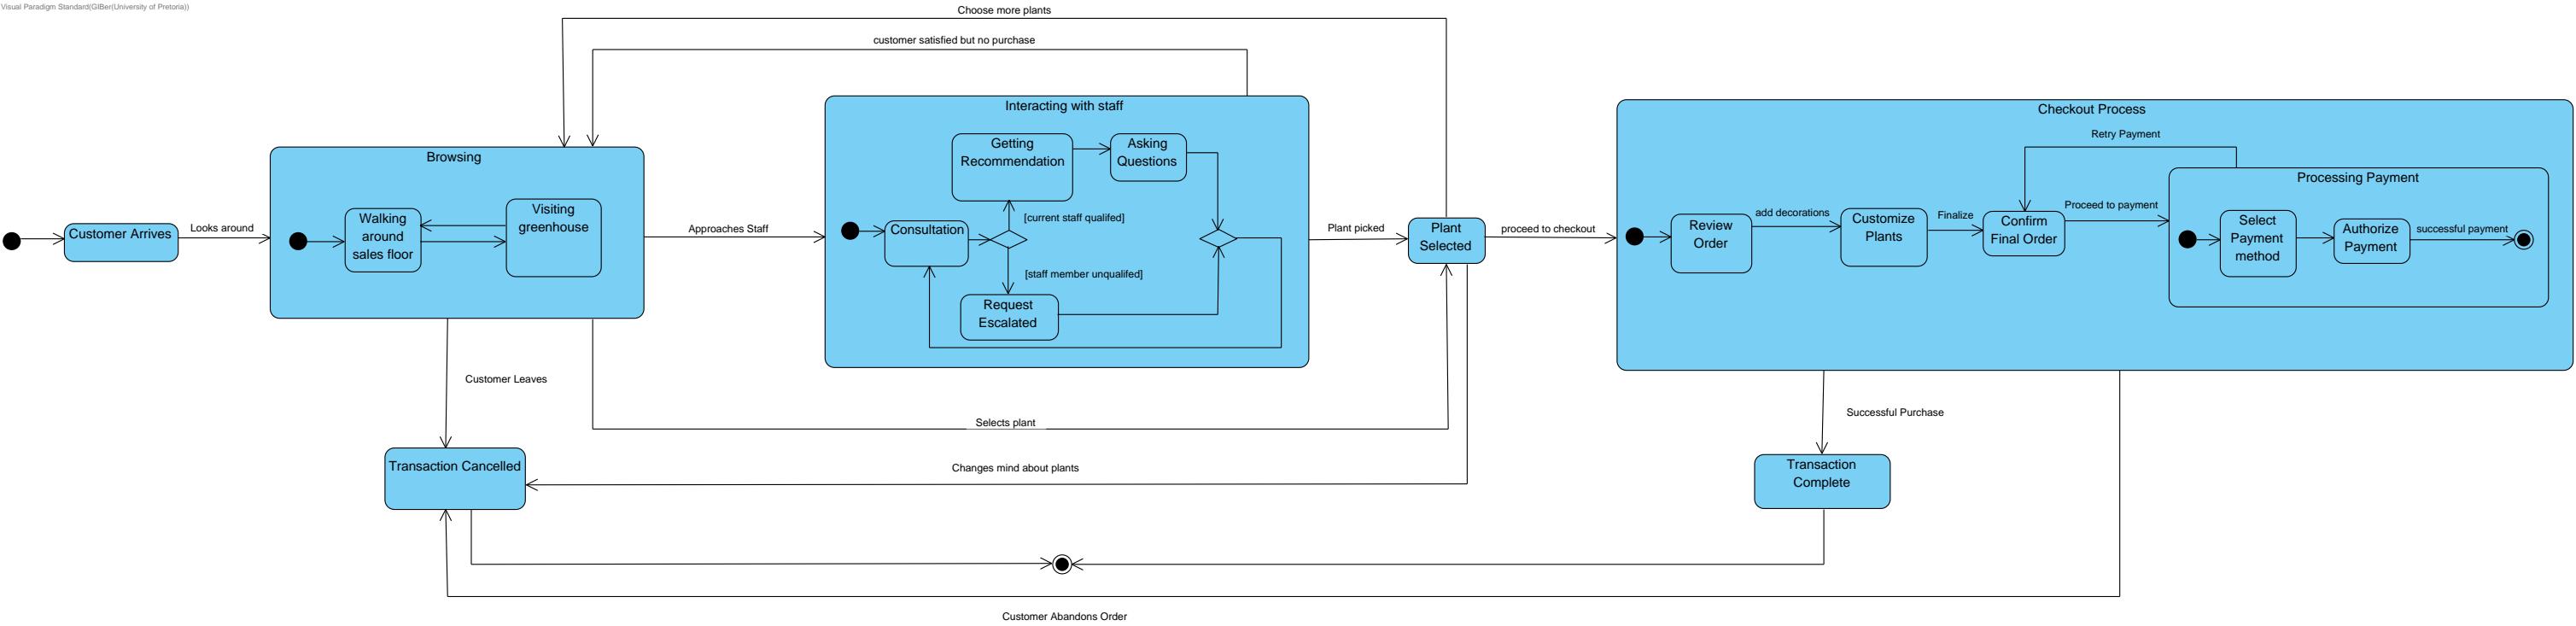 Visual Paradigm Standard(GIBer(University of Pretoria))
Choose more plants
customer satisfied but no purchase
Interacting with staff
Checkout Process
Retry Payment
Browsing
Getting
Recommendation
Asking
Questions
Processing Payment
Customer Arrives
Looks around
Walking
around
sales floor
Visiting
greenhouse
Approaches Staff
Consultation
[current staff qualifed]
[staff member unqualifed]
Request
Escalated
Plant picked
Plant
Selected
proceed to checkout
Review
Order
add decorations
Customize
Plants
Finalize
Confirm
Final Order
Proceed to payment
Select
Payment
method
Authorize
Payment
successful payment
Customer Leaves
Selects plant
Successful Purchase
Transaction Cancelled
Changes mind about plants
Transaction
Complete
Customer Abandons Order